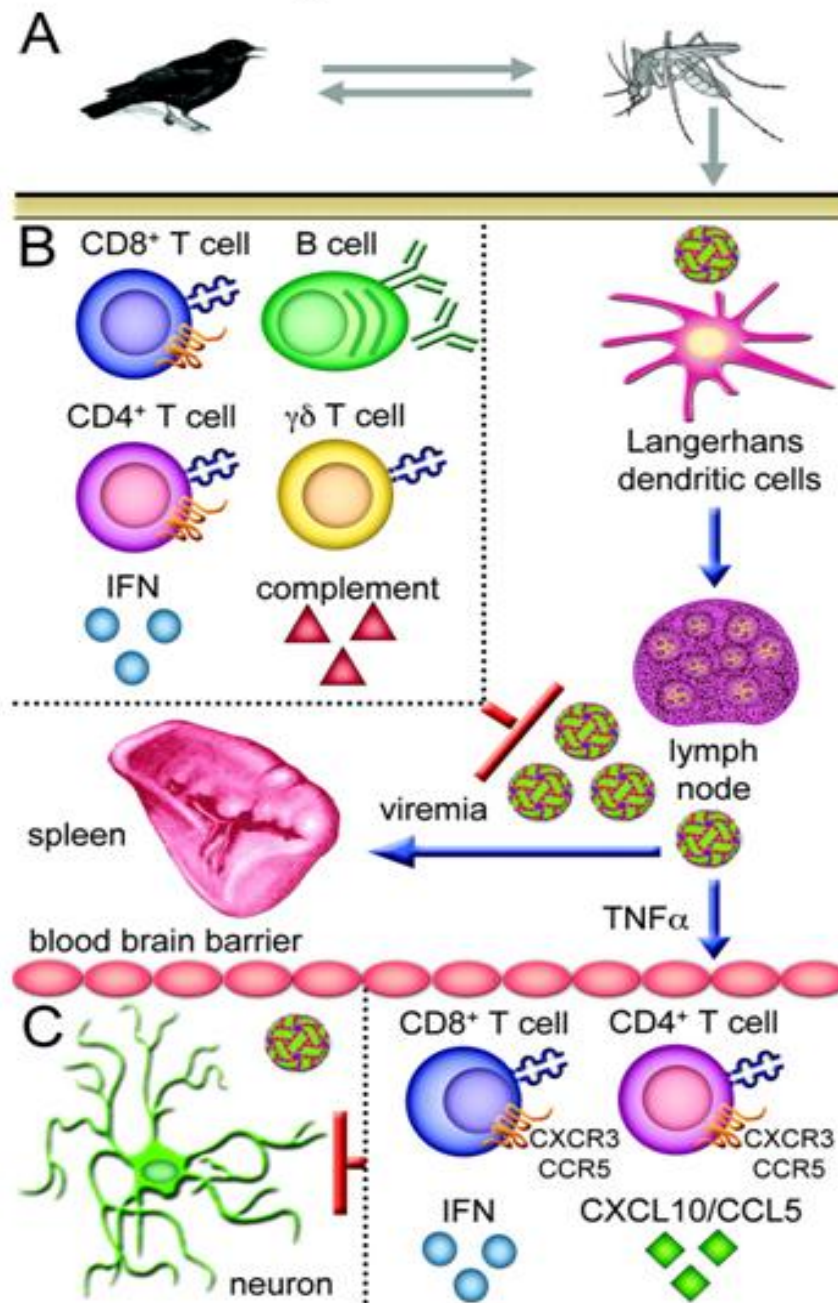 A
B
CD8+ T cell
B cell
CD4+ T cell
γδ T cell
IFN
complement
Langerhans
dendritic cells
lymph
node
viremia
spleen
TNFα
blood brain barrier
C
neuron
CD8+ T cell
CD4+ T cell
CXCR3
CCR5
CXCR3
CCR5
IFN
CXCL10/CCL5